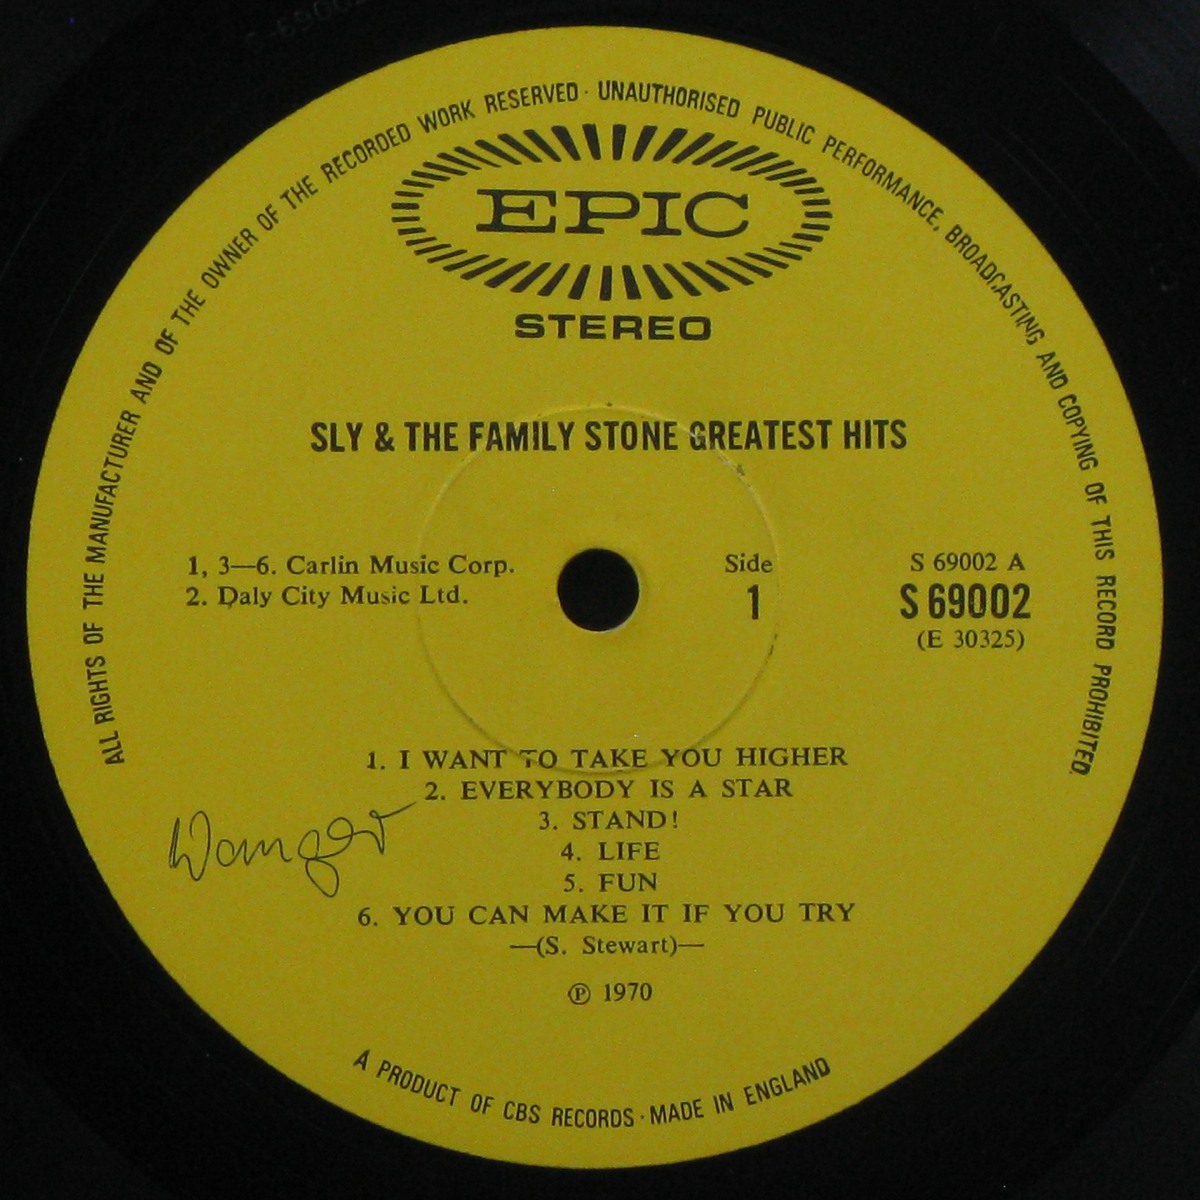 ALL RIGHTS OF THE MANUFACTURER AND OF THE OWNER OF THE RECORDED WORK RESERVED · UNAUTHORISED PUBLIC PERFORMANCE, BROADCASTING AND COPYING OF THIS RECORD PROHIBITED.
EPIC
STEREO
SLY & THE FAMILY STONE GREATEST HITS
1, 3—6. Carlin Music Corp.
2. Daly City Music Ltd.
Side
1
S 69002 A
S 69002
(E 30325)
1. I WANT TO TAKE YOU HIGHER
2. EVERYBODY IS A STAR
3. STAND!
4. LIFE
5. FUN
6. YOU CAN MAKE IT IF YOU TRY
—(S. Stewart)—
℗ 1970
A PRODUCT OF CBS RECORDS · MADE IN ENGLAND